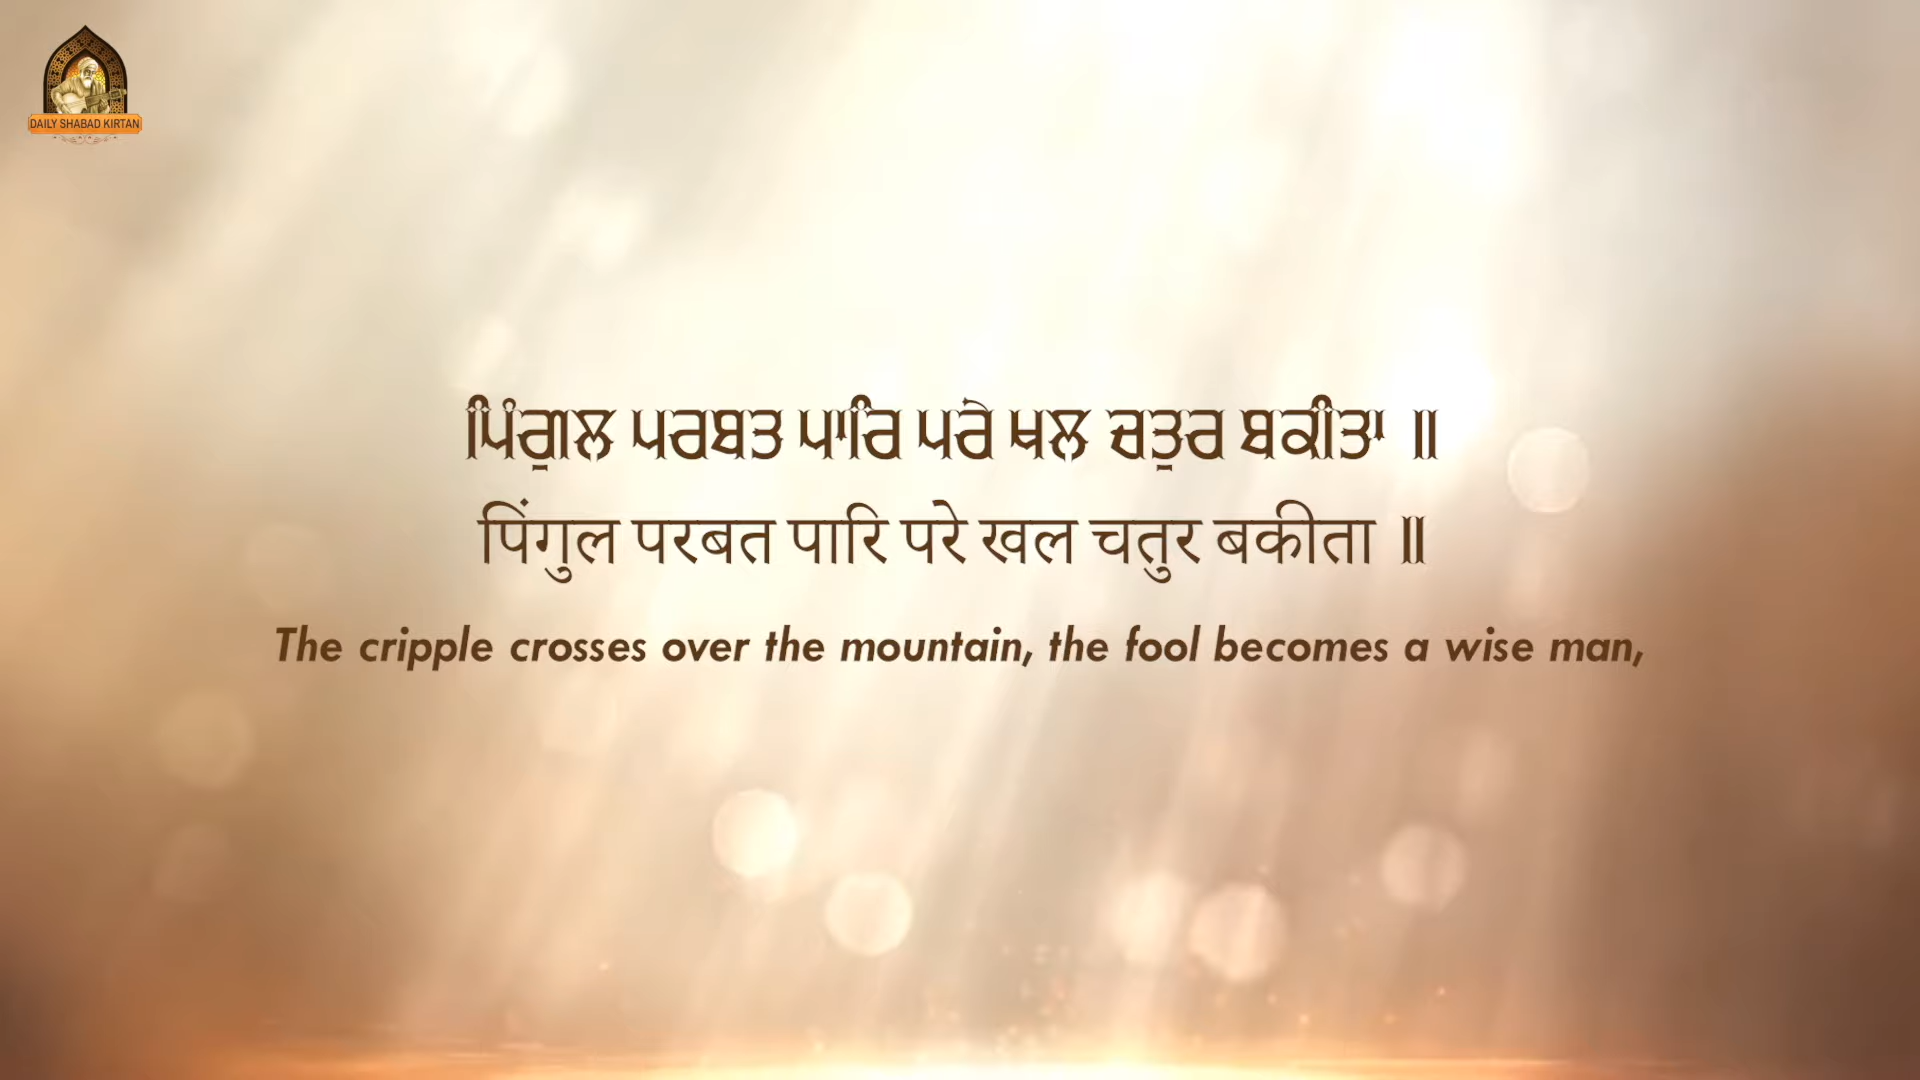 DAILY SHABAD KIRTAN
ਪਿੰਗੁਲ ਪਰਬਤ ਪਾਰਿ ਪਰੇ ਖਲ ਚਤੁਰ ਬਕੀਤਾ ॥
पिंगुल परबत पारि परे खल चतुर बकीता ॥
The cripple crosses over the mountain, the fool becomes a wise man,